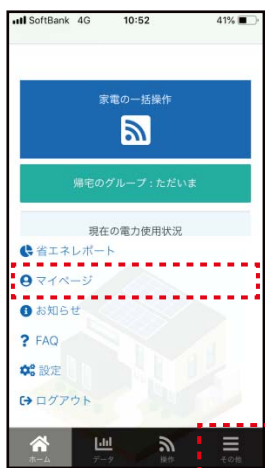 SoftBank 4G 10:52 41%
家電の一括操作
帰宅のグループ：ただいま
現在の電力使用状況
省エネレポート
マイページ
お知らせ
? FAQ
設定
ログアウト
ホーム データ 操作 その他